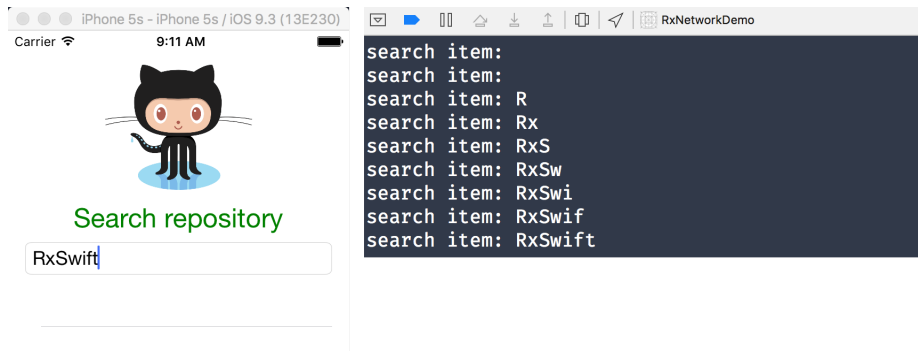 iPhone 5s - iPhone 5s / iOS 9.3 (13E230)
Carrier 9:11 AM
Search repository
RxSwift
RxNetworkDemo
search item:
search item:
search item: R
search item: Rx
search item: RxS
search item: RxSw
search item: RxSwi
search item: RxSwif
search item: RxSwift